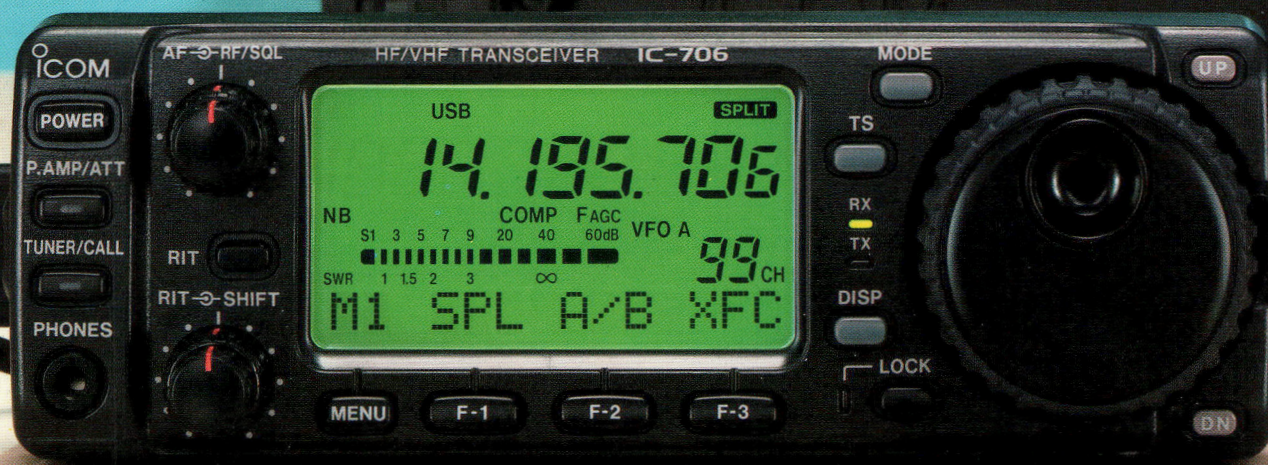 ICOM
POWER
P.AMP/ATT
TUNER/CALL
PHONES
AF RF/SQL
RIT
RIT SHIFT
HF/VHF TRANSCEIVER IC-706
USB SPLIT
14.195.706
NB COMP FAGC VFO A
S1 3 5 7 9 20 40 60dB
99 CH
SWR 1 1.5 2 3 ∞
M1 SPL A/B XFC
MENU F-1 F-2 F-3
MODE
TS
RX
TX
DISP
LOCK
UP
DN